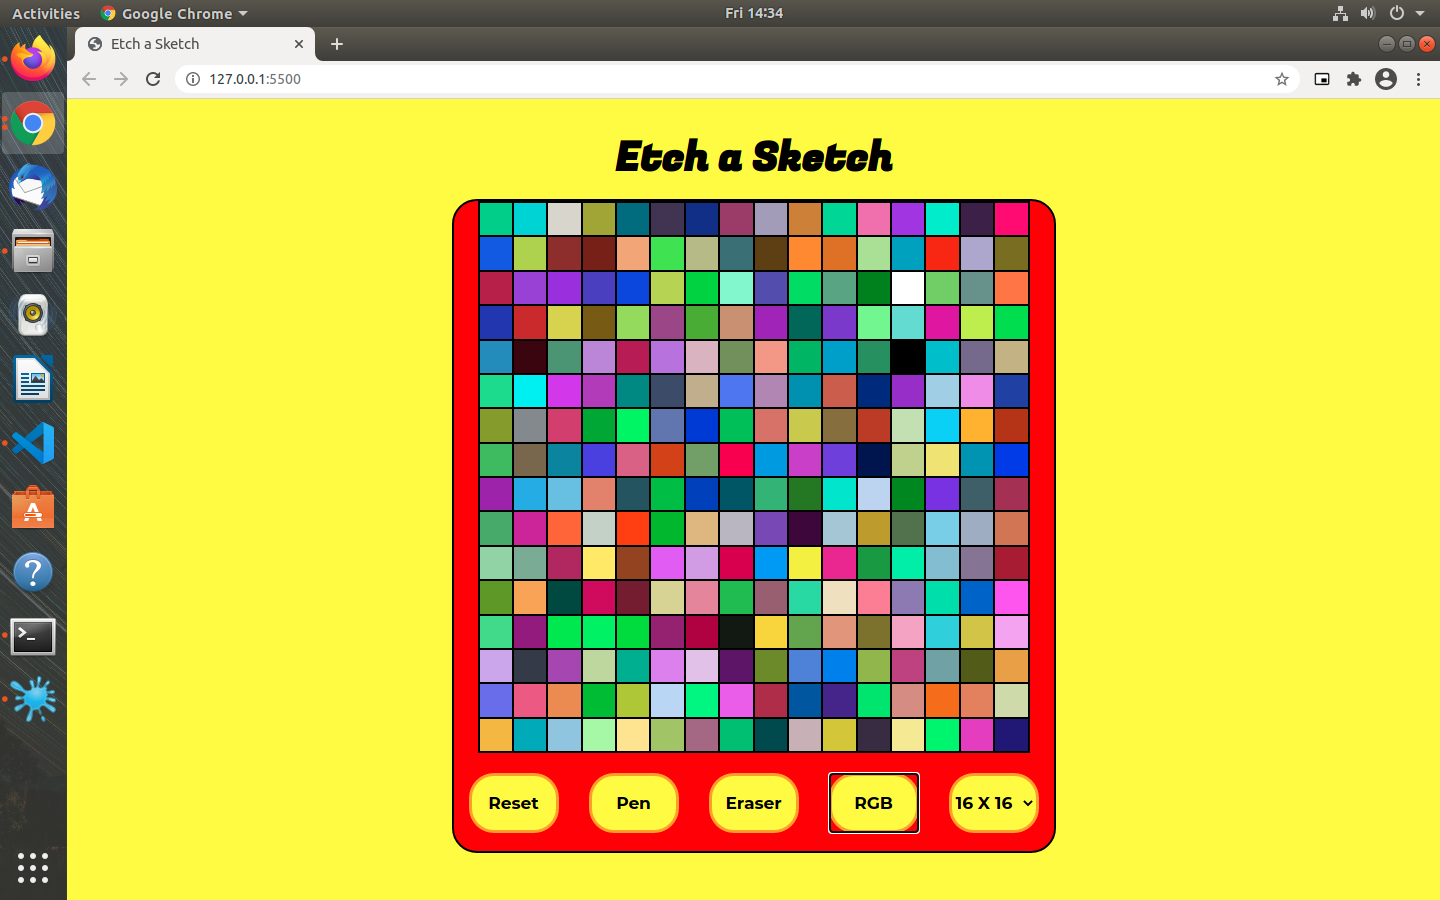 Activities Google Chrome Fri 14:34
Etch a Sketch
127.0.0.1:5500
Etch a Sketch
Reset Pen Eraser RGB 16 X 16